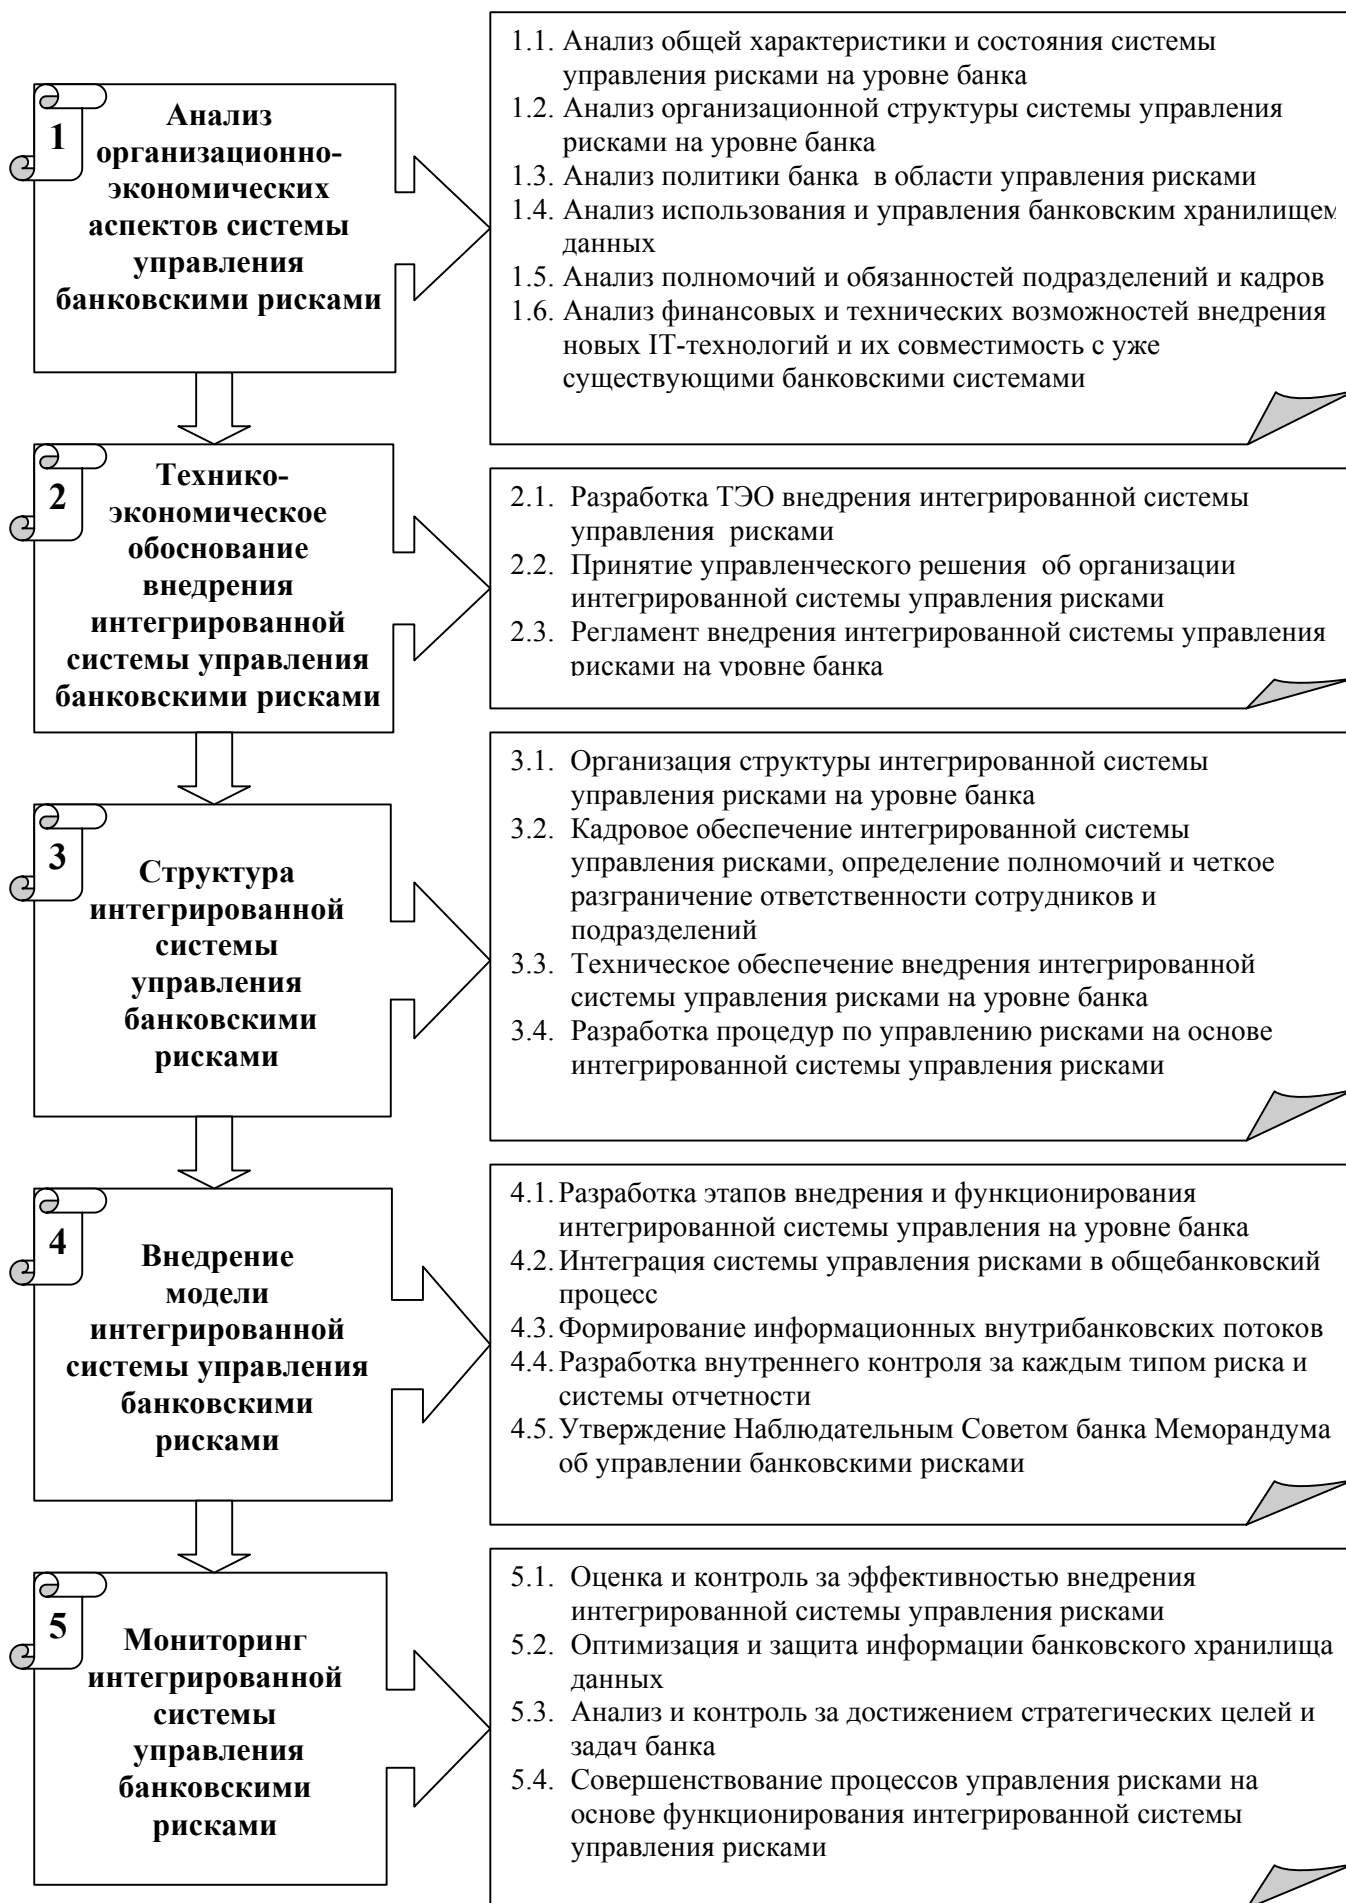 1
Анализ
организационно-
экономических
аспектов системы
управления
банковскими рисками
1.1. Анализ общей характеристики и состояния системы
управления рисками на уровне банка
1.2. Анализ организационной структуры системы управления
рисками на уровне банка
1.3. Анализ политики банка в области управления рисками
1.4. Анализ использования и управления банковским хранилищем
данных
1.5. Анализ полномочий и обязанностей подразделений и кадров
1.6. Анализ финансовых и технических возможностей внедрения
новых IT-технологий и их совместимость с уже
существующими банковскими системами
2
Технико-
экономическое
обоснование
внедрения
интегрированной
системы управления
банковскими рисками
2.1. Разработка ТЭО внедрения интегрированной системы
управления рисками
2.2. Принятие управленческого решения об организации
интегрированной системы управления рисками
2.3. Регламент внедрения интегрированной системы управления
рисками на уровне банка
3
Структура
интегрированной
системы
управления
банковскими
рисками
3.1. Организация структуры интегрированной системы
управления рисками на уровне банка
3.2. Кадровое обеспечение интегрированной системы
управления рисками, определение полномочий и четкое
разграничение ответственности сотрудников и
подразделений
3.3. Техническое обеспечение внедрения интегрированной
системы управления рисками на уровне банка
3.4. Разработка процедур по управлению рисками на основе
интегрированной системы управления рисками
4
Внедрение
модели
интегрированной
системы управления
банковскими
рисками
4.1. Разработка этапов внедрения и функционирования
интегрированной системы управления на уровне банка
4.2. Интеграция системы управления рисками в общебанковский
процесс
4.3. Формирование информационных внутрибанковских потоков
4.4. Разработка внутреннего контроля за каждым типом риска и
системы отчетности
4.5. Утверждение Наблюдательным Советом банка Меморандума
об управлении банковскими рисками
5
Мониторинг
интегрированной
системы
управления
банковскими
рисками
5.1. Оценка и контроль за эффективностью внедрения
интегрированной системы управления рисками
5.2. Оптимизация и защита информации банковского хранилища
данных
5.3. Анализ и контроль за достижением стратегических целей и
задач банка
5.4. Совершенствование процессов управления рисками на
основе функционирования интегрированной системы
управления рисками